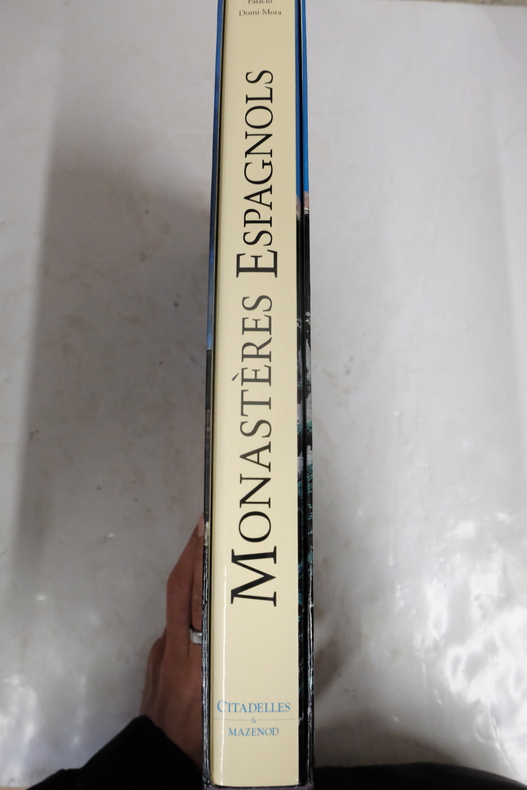 Domi Mora
MONASTÈRES ESPAGNOLS
CITADELLES
&
MAZENOD